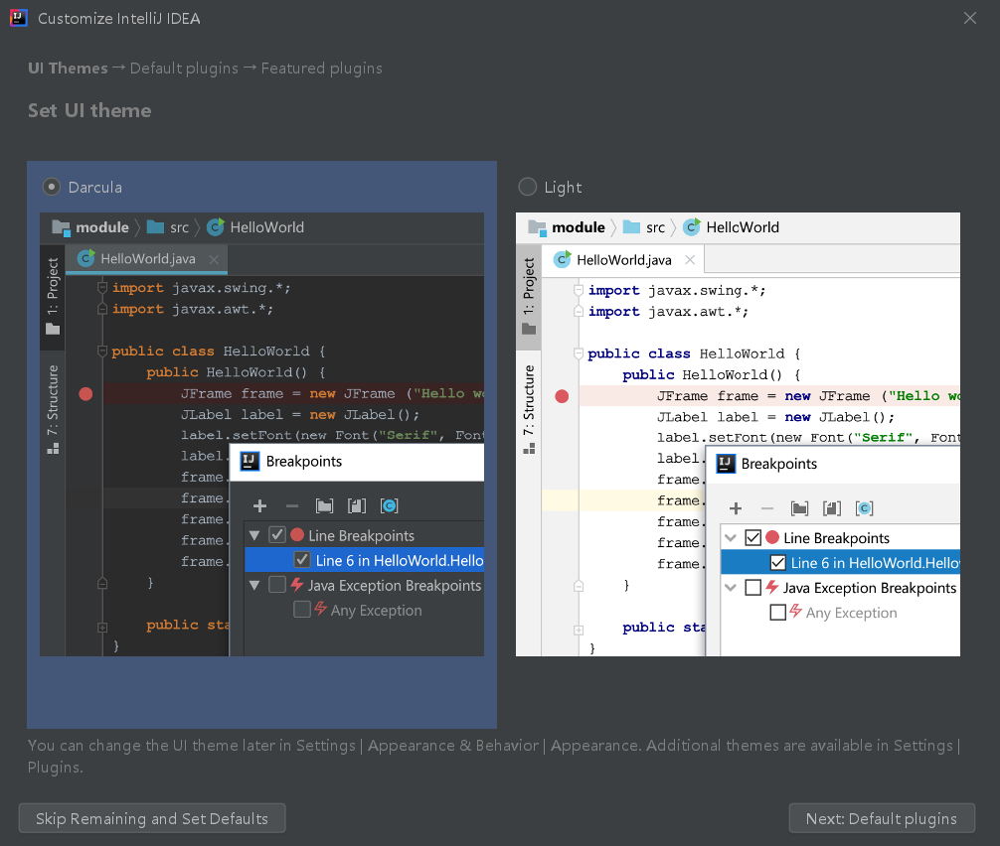 Customize IntelliJ IDEA
UI Themes → Default plugins → Featured plugins
Set UI theme
Darcula
module src HelloWorld
HelloWorld.java
1: Project
7: Structure
import javax.swing.*;
import javax.awt.*;
public class HelloWorld {
public HelloWorld() {
JFrame frame = new JFrame ("Hello wo
JLabel label = new JLabel();
label.setFont(new Font("Serif", Font
label.
frame.
frame.
frame.
frame.
frame.
}
public sta
}
Breakpoints
Line Breakpoints
Line 6 in HelloWorld.Hello
Java Exception Breakpoints
Any Exception
Light
module src HelloWorld
HelloWorld.java
1: Project
7: Structure
import javax.swing.*;
import javax.awt.*;
public class HelloWorld {
public HelloWorld() {
JFrame frame = new JFrame ("Hello wo
JLabel label = new JLabel();
label.setFont(new Font("Serif", Font
label.
frame.
frame.
frame.
frame.
frame.
}
public sta
}
Breakpoints
Line Breakpoints
Line 6 in HelloWorld.Hello
Java Exception Breakpoints
Any Exception
You can change the UI theme later in Settings | Appearance & Behavior | Appearance. Additional themes are available in Settings |
Plugins.
Skip Remaining and Set Defaults
Next: Default plugins